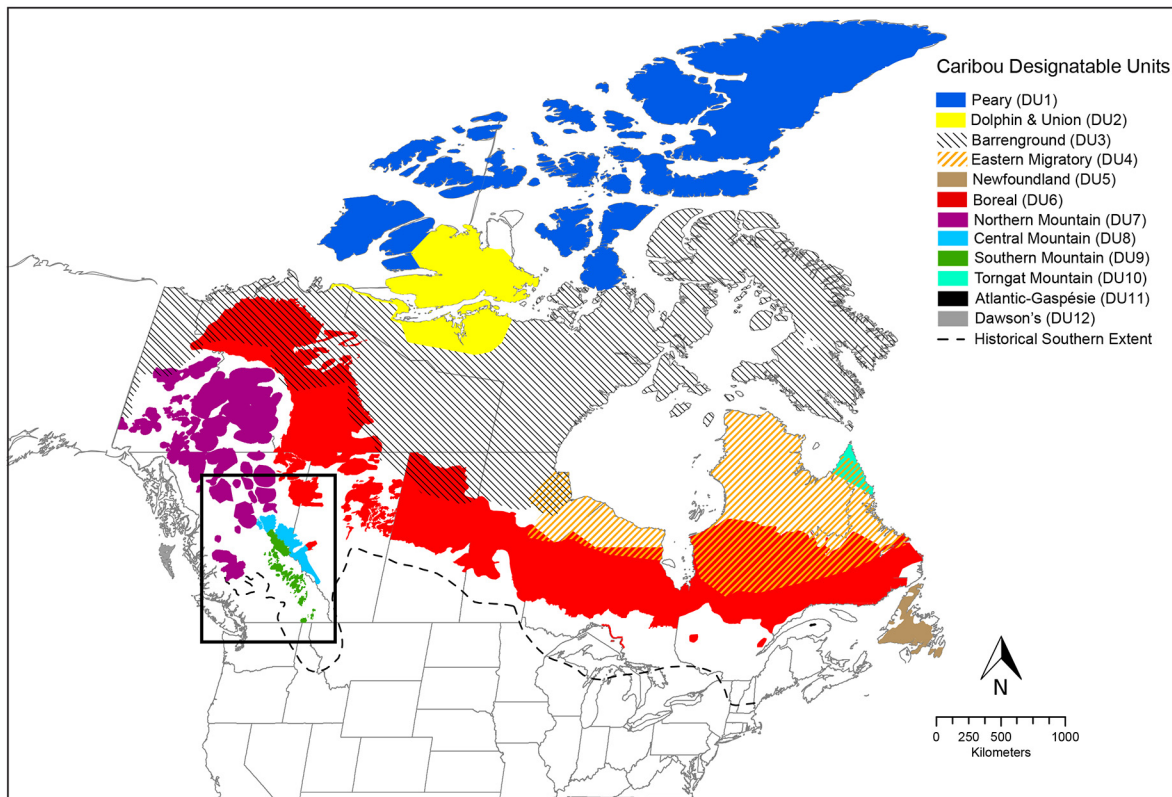 Caribou Designatable Units
Peary (DU1)
Dolphin & Union (DU2)
Barrenground (DU3)
Eastern Migratory (DU4)
Newfoundland (DU5)
Boreal (DU6)
Northern Mountain (DU7)
Central Mountain (DU8)
Southern Mountain (DU9)
Torngat Mountain (DU10)
Atlantic-Gaspésie (DU11)
Dawson's (DU12)
Historical Southern Extent
N
0 250 500 1000
Kilometers